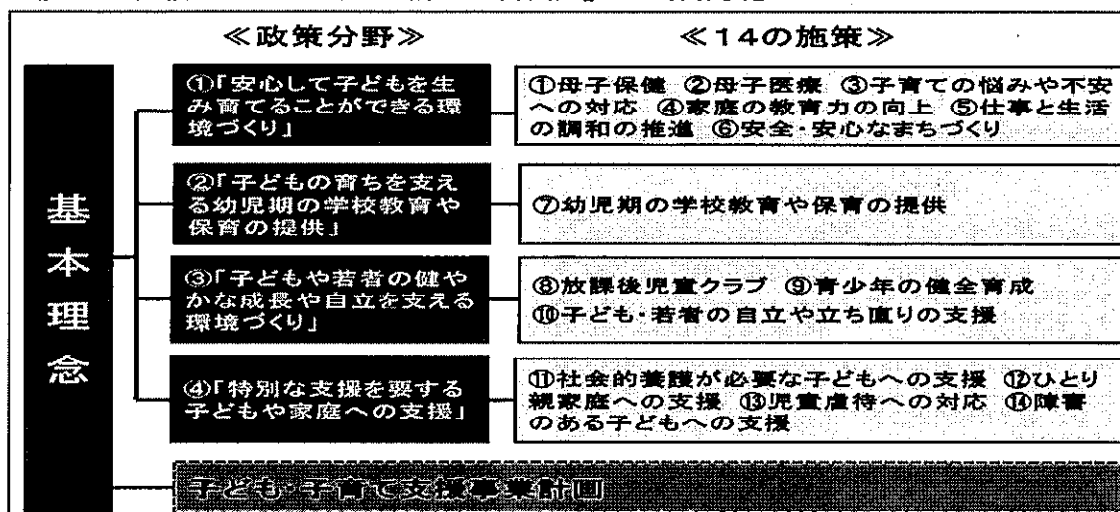 ≪政策分野≫
≪14の施策≫
基本理念
①「安心して子どもを生
み育てることができる環
境づくり」
①母子保健 ②母子医療 ③子育ての悩みや不安
への対応 ④家庭の教育力の向上 ⑤仕事と生活
の調和の推進 ⑥安全・安心なまちづくり
②「子どもの育ちを支え
る幼児期の学校教育や
保育の提供」
⑦幼児期の学校教育や保育の提供
③「子どもや若者の健や
かな成長や自立を支える
環境づくり」
⑧放課後児童クラブ ⑨青少年の健全育成
⑩子ども・若者の自立や立ち直りの支援
④「特別な支援を要する
子どもや家庭への支援」
⑪社会的養護が必要な子どもへの支援 ⑫ひとり
親家庭への支援 ⑬児童虐待への対応 ⑭障害
のある子どもへの支援
子ども・子育て支援事業計画